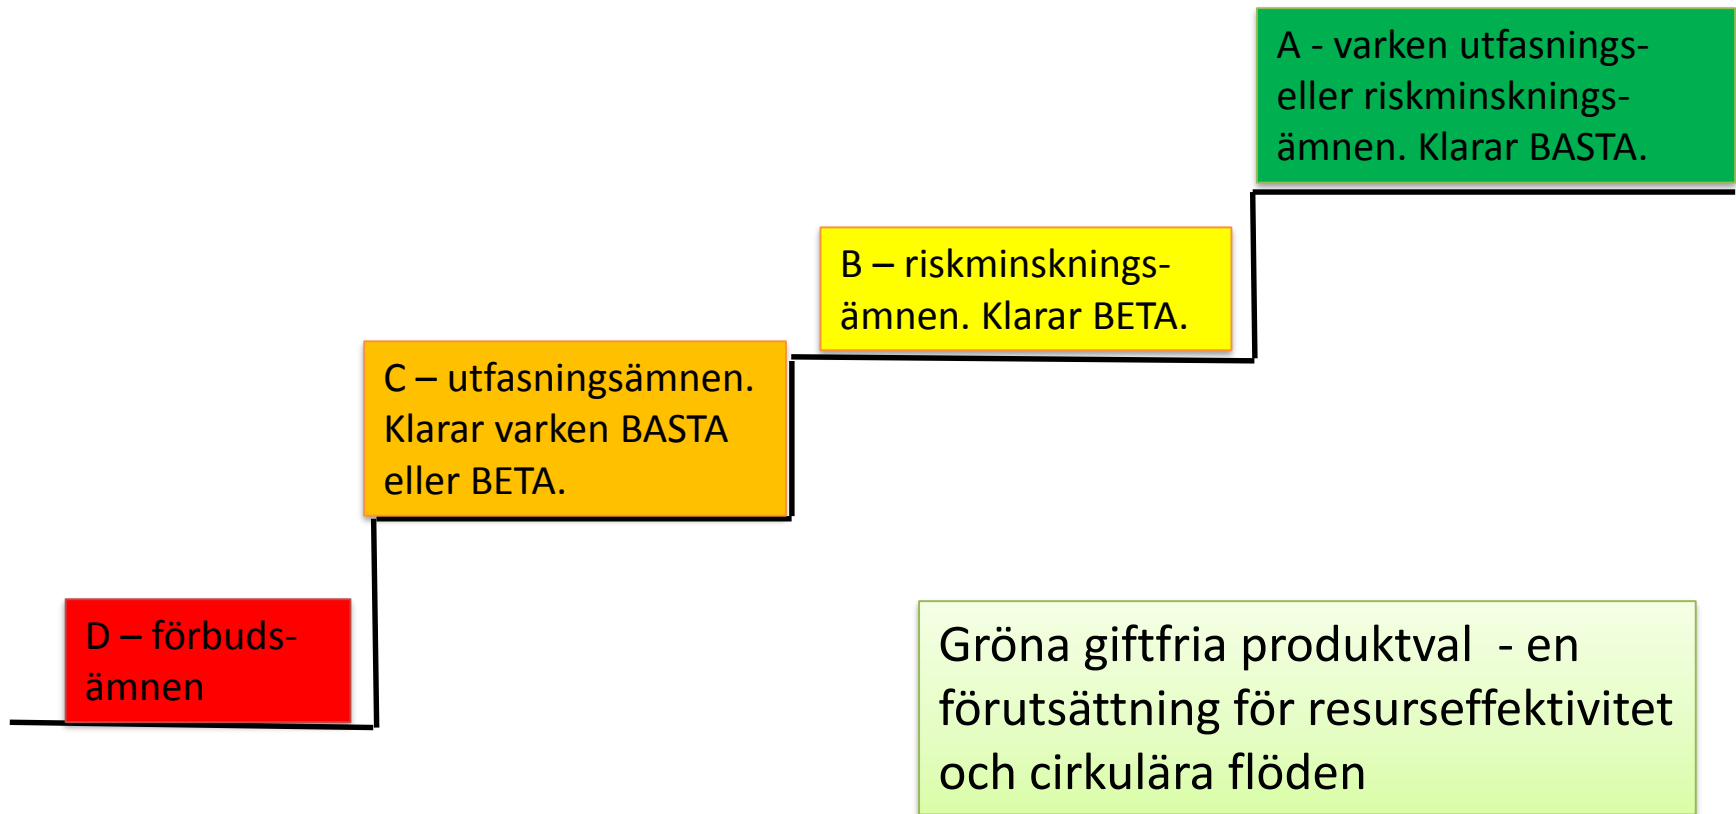 A - varken utfasnings-
eller riskminsknings-
ämnen. Klarar BASTA.
B – riskminsknings-
ämnen. Klarar BETA.
C – utfasningsämnen.
Klarar varken BASTA
eller BETA.
D – förbuds-
ämnen
Gröna giftfria produktval - en
förutsättning för resurseffektivitet
och cirkulära flöden